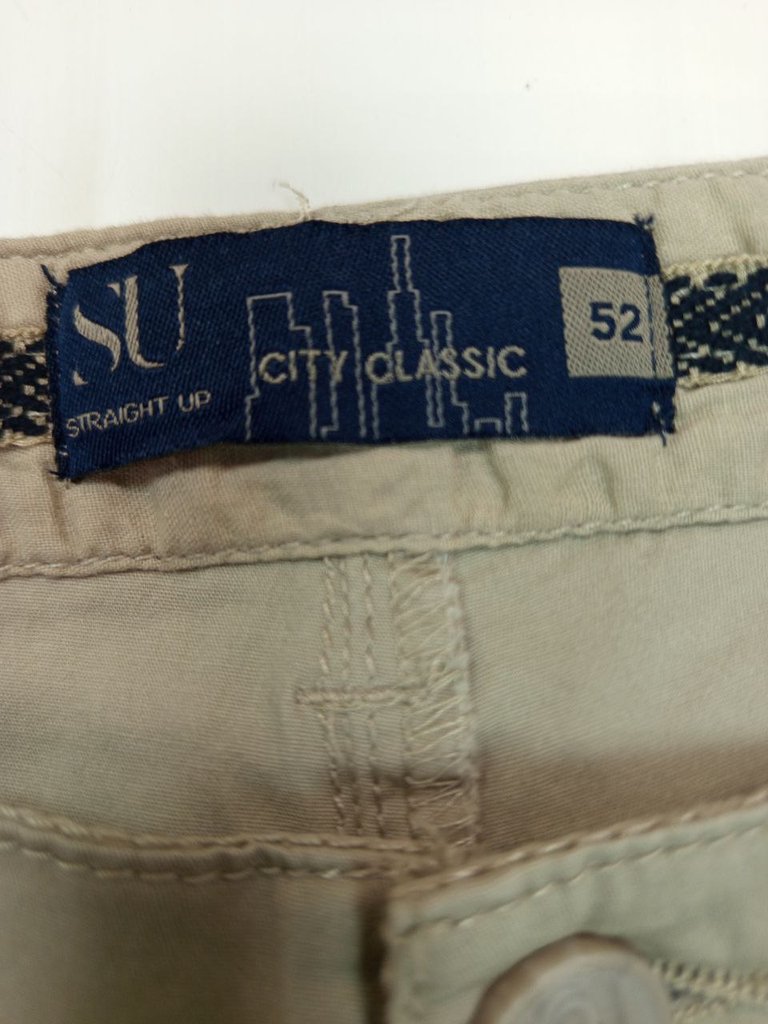 SU
STRAIGHT UP
CITY CLASSIC
52